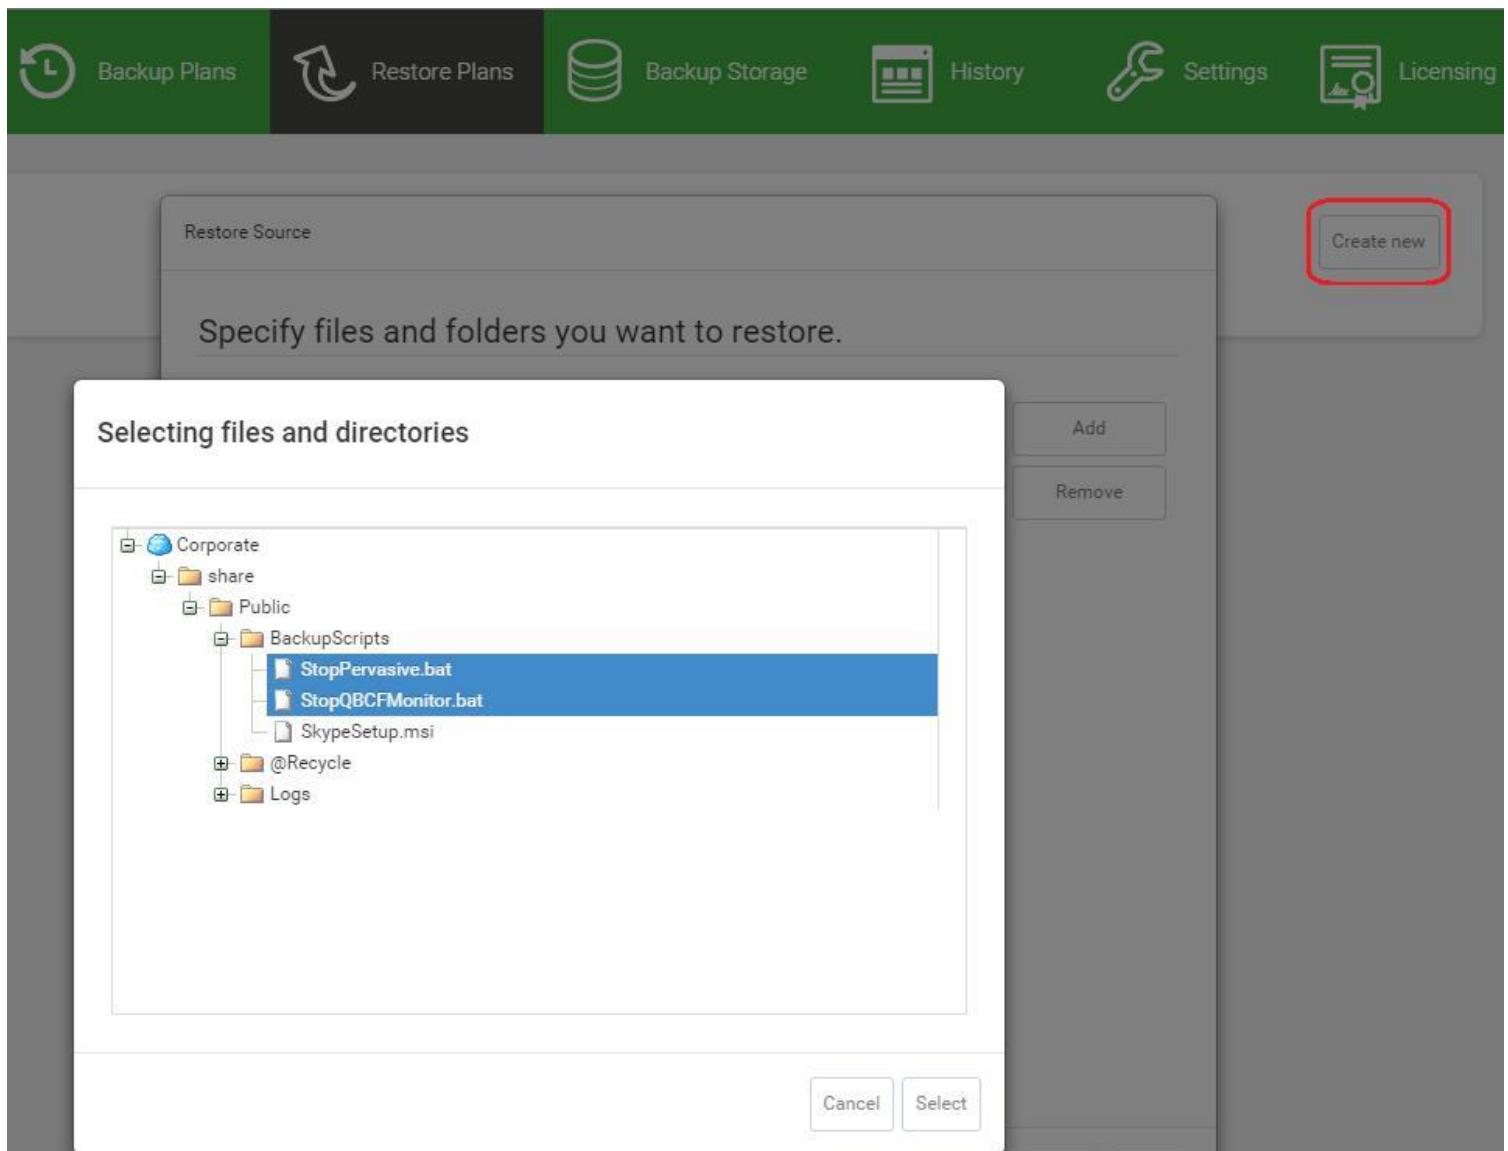 Backup Plans Restore Plans Backup Storage History Settings Licensing
Restore Source
Create new
Specify files and folders you want to restore.
Selecting files and directories
Add
Remove
Corporate
share
Public
BackupScripts
StopPervasive.bat
StopQBCFMonitor.bat
SkypeSetup.msi
@Recycle
Logs
Cancel Select